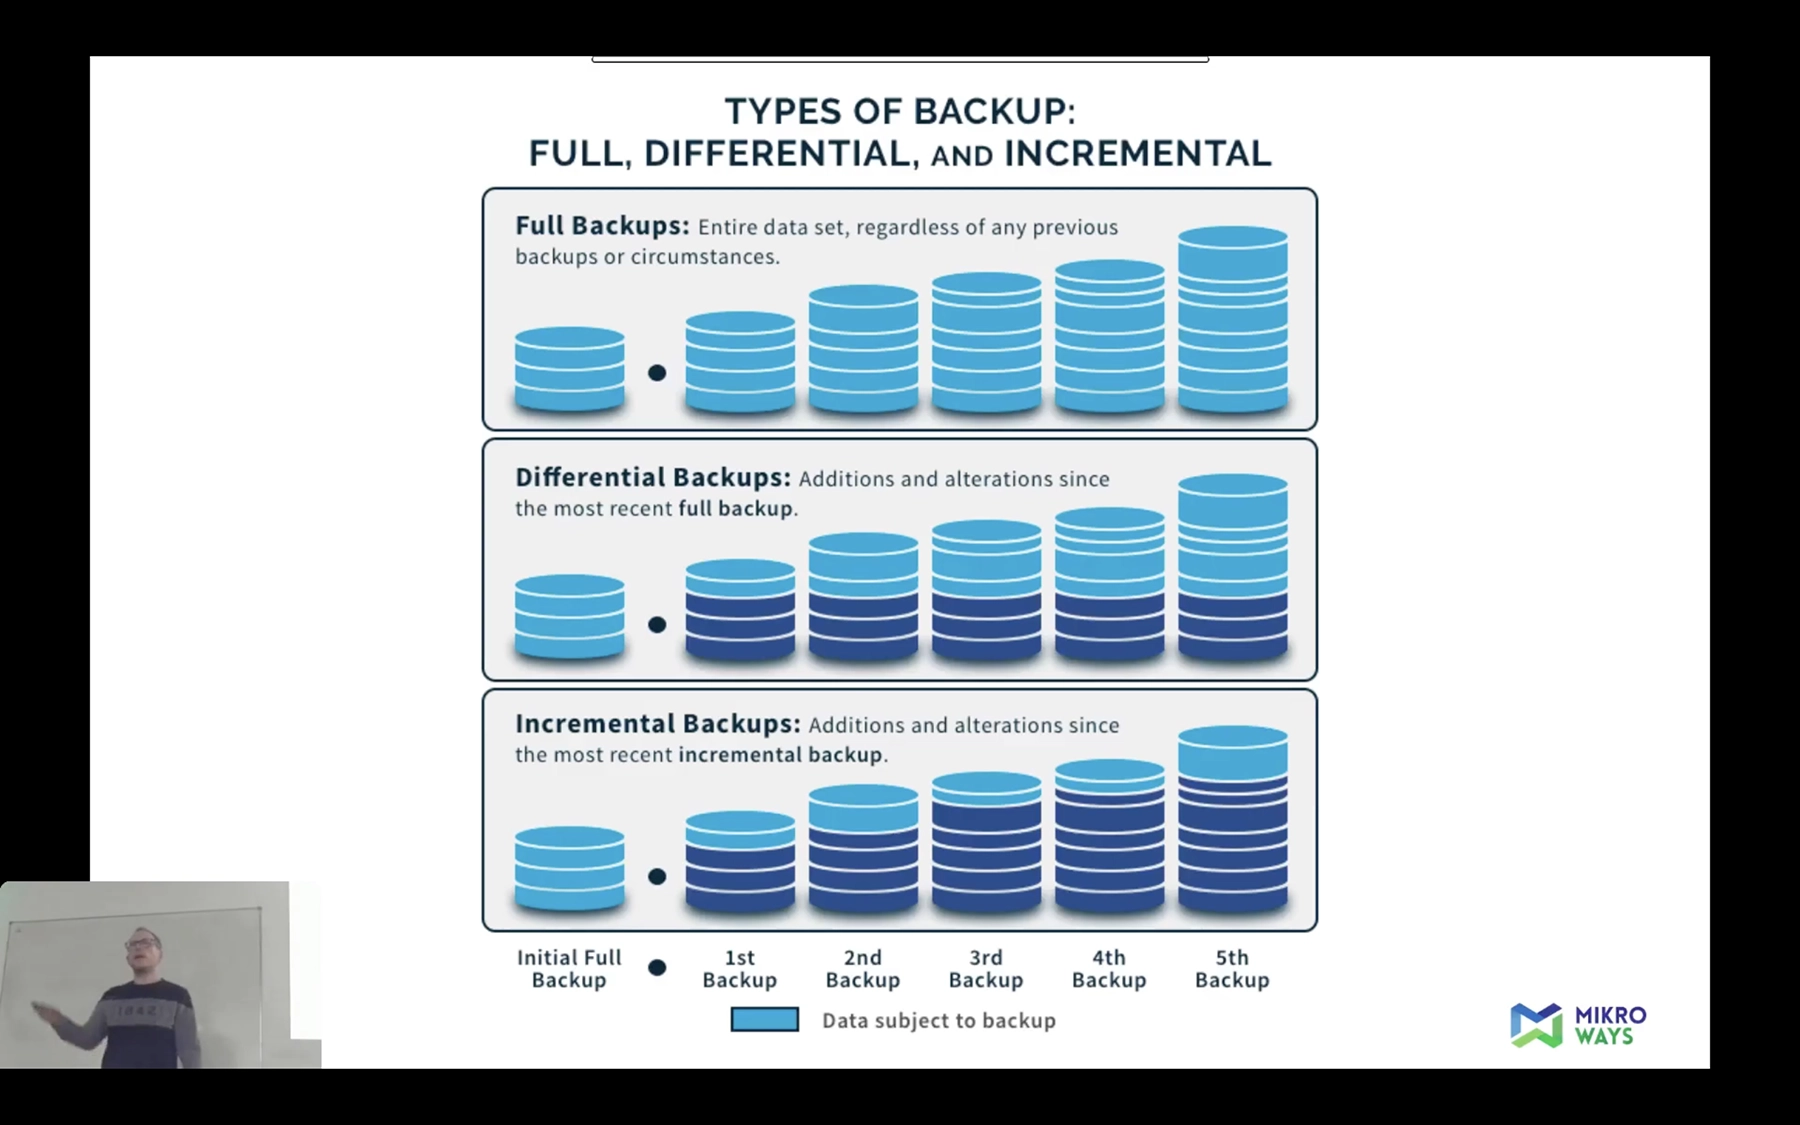 TYPES OF BACKUP:
FULL, DIFFERENTIAL, AND INCREMENTAL
Full Backups: Entire data set, regardless of any previous
backups or circumstances.
Differential Backups: Additions and alterations since
the most recent full backup.
Incremental Backups: Additions and alterations since
the most recent incremental backup.
Initial Full
Backup
1st
Backup
2nd
Backup
3rd
Backup
4th
Backup
5th
Backup
Data subject to backup
MIKRO
WAYS